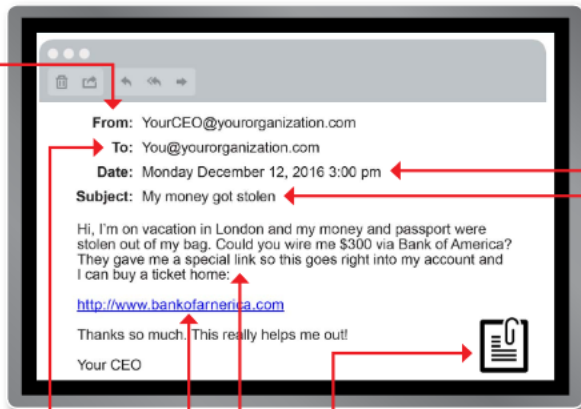 From: YourCEO@yourorganization.com
To: You@yourorganization.com
Date: Monday December 12, 2016 3:00 pm
Subject: My money got stolen
Hi, I'm on vacation in London and my money and passport were
stolen out of my bag. Could you wire me $300 via Bank of America?
They gave me a special link so this goes right into my account and
I can buy a ticket home:
http://www.bankofarnerica.com
Thanks so much. This really helps me out!
Your CEO